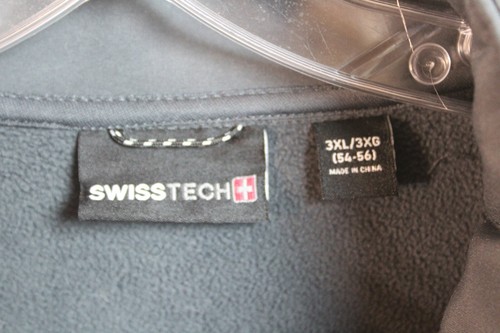 SWISSTECH
3XL/3XG
(54-56)
MADE IN CHINA